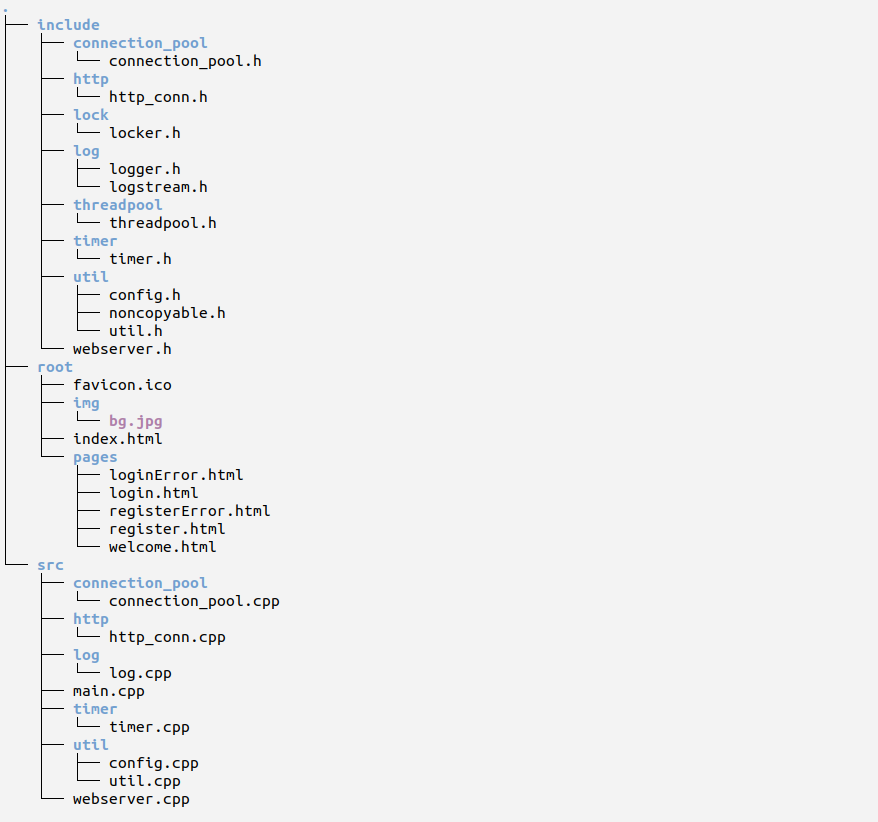 .
├── include
│   ├── connection_pool
│   │   └── connection_pool.h
│   ├── http
│   │   └── http_conn.h
│   ├── lock
│   │   └── locker.h
│   ├── log
│   │   ├── logger.h
│   │   └── logstream.h
│   ├── threadpool
│   │   └── threadpool.h
│   ├── timer
│   │   └── timer.h
│   ├── util
│   │   ├── config.h
│   │   ├── noncopyable.h
│   │   └── util.h
│   └── webserver.h
├── root
│   ├── favicon.ico
│   ├── img
│   │   └── bg.jpg
│   ├── index.html
│   └── pages
│       ├── loginError.html
│       ├── login.html
│       ├── registerError.html
│       ├── register.html
│       └── welcome.html
└── src
    ├── connection_pool
    │   └── connection_pool.cpp
    ├── http
    │   └── http_conn.cpp
    ├── log
    │   └── log.cpp
    ├── main.cpp
    ├── timer
    │   └── timer.cpp
    ├── util
    │   ├── config.cpp
    │   └── util.cpp
    └── webserver.cpp